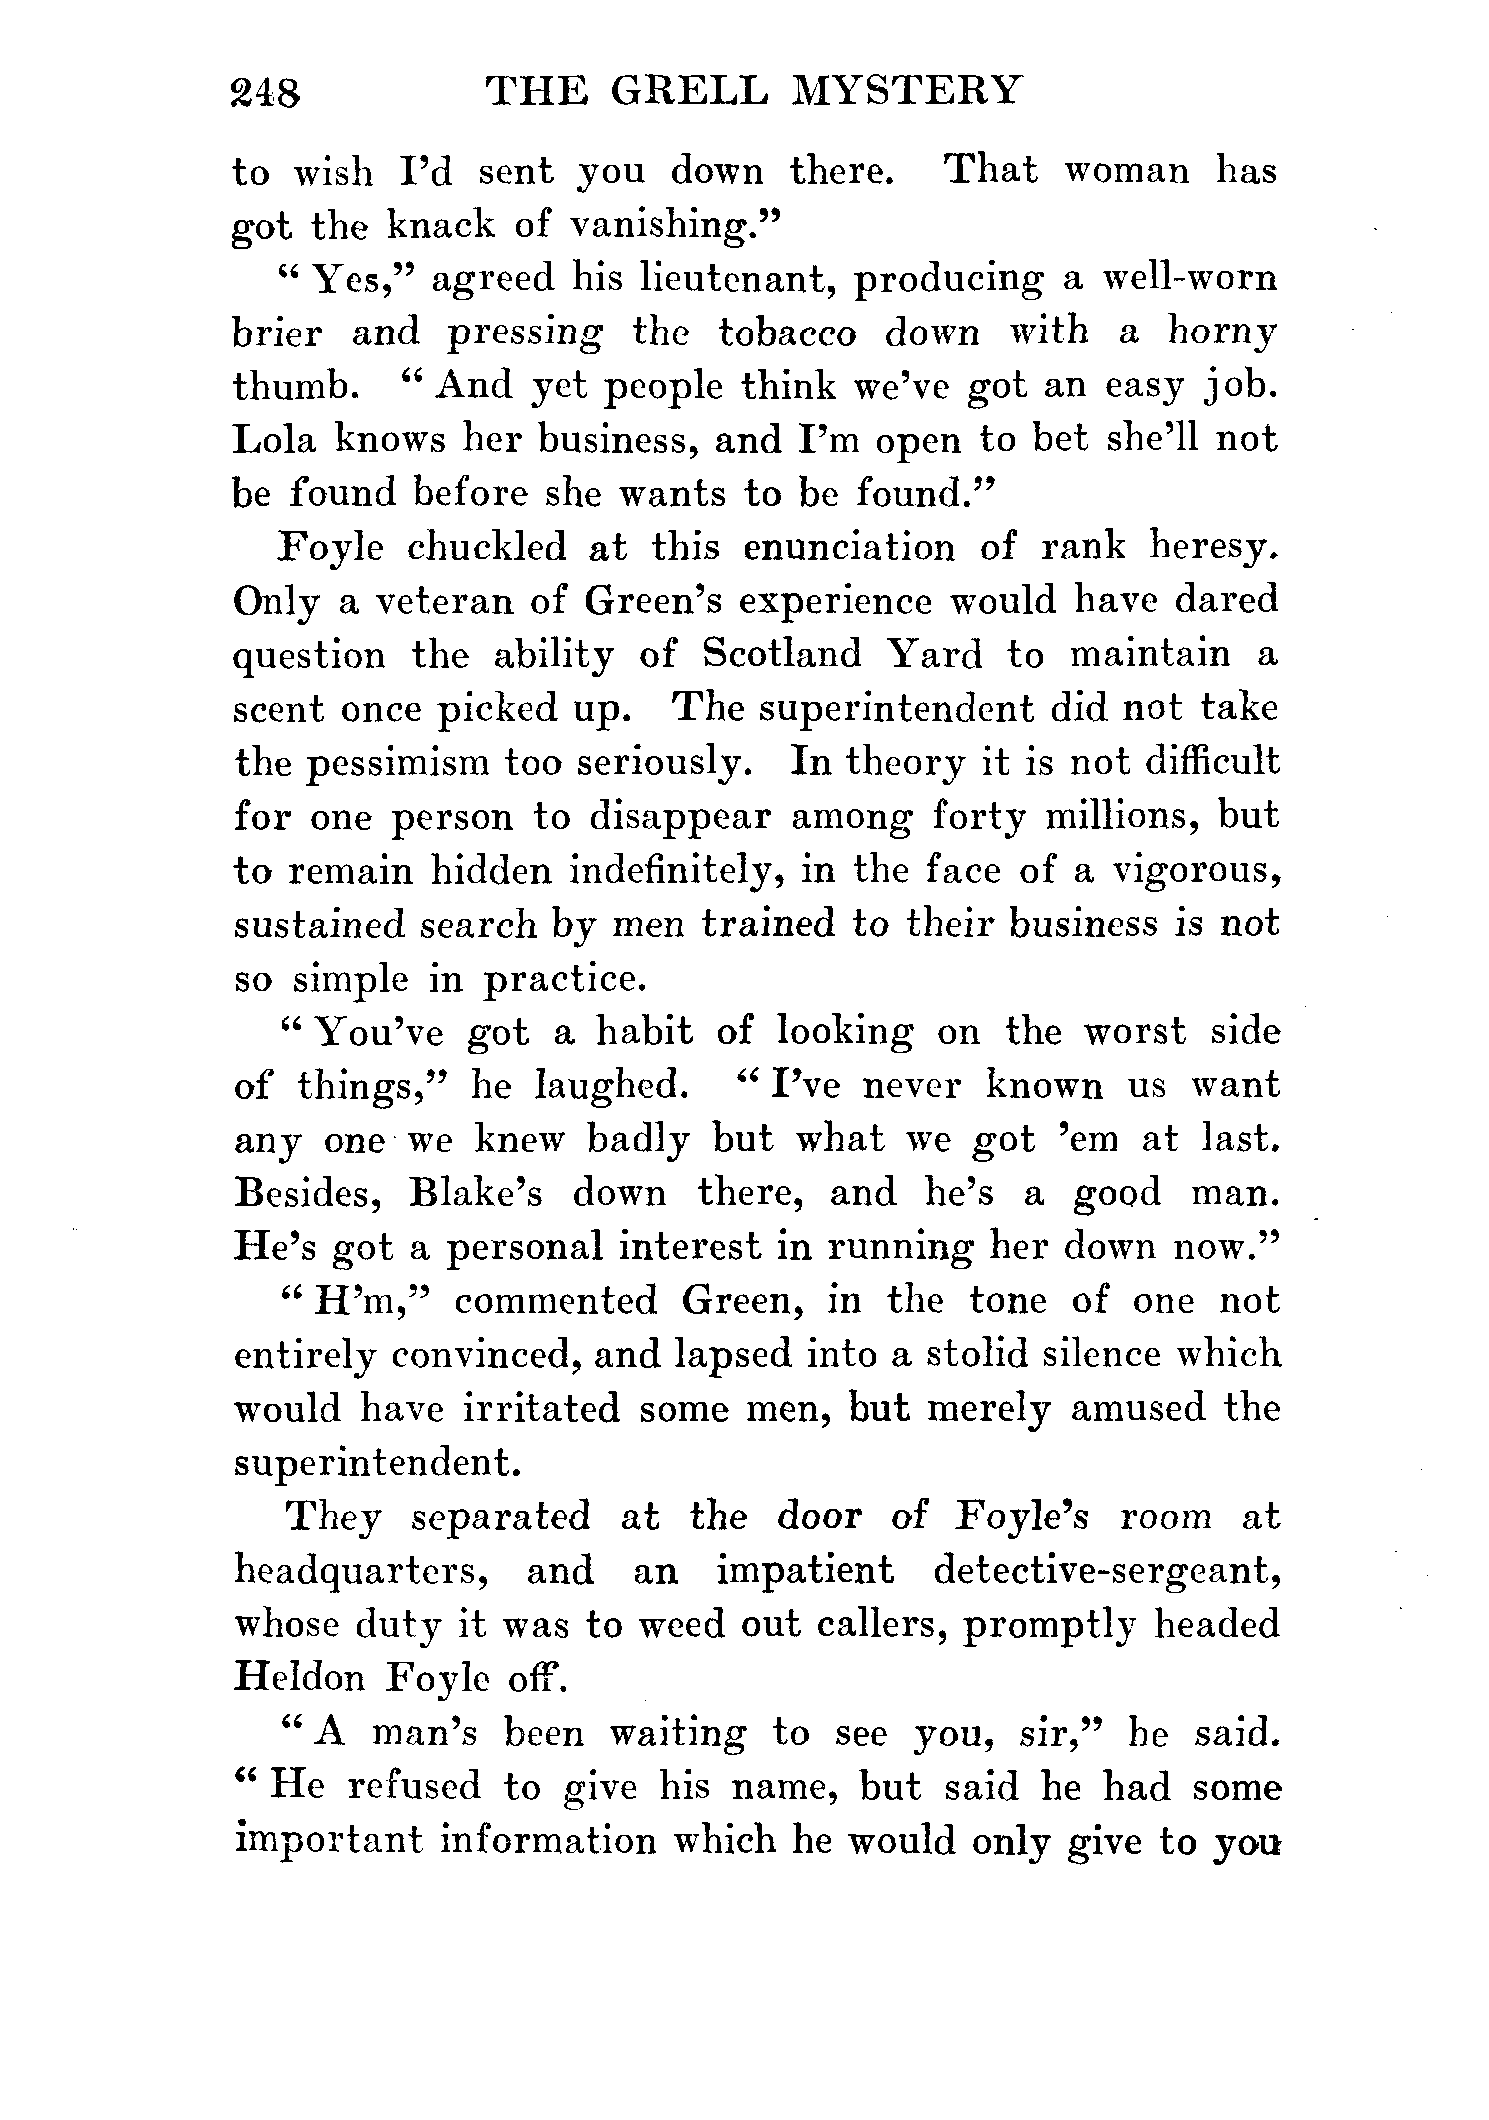 248 THE GRELL MYSTERY
to wish I'd sent you down there. That woman has
got the knack of vanishing."
" Yes," agreed his lieutenant, producing a well-worn
brier and pressing the tobacco down with a horny
thumb. " And yet people think we've got an easy job.
Lola knows her business, and I'm open to bet she'll not
be found before she wants to be found."
Foyle chuckled at this enunciation of rank heresy.
Only a veteran of Green's experience would have dared
question the ability of Scotland Yard to maintain a
scent once picked up. The superintendent did not take
the pessimism too seriously. In theory it is not difficult
for one person to disappear among forty millions, but
to remain hidden indefinitely, in the face of a vigorous,
sustained search by men trained to their business is not
so simple in practice.
" You've got a habit of looking on the worst side
of things," he laughed. " I've never known us want
any one we knew badly but what we got 'em at last.
Besides, Blake's down there, and he's a good man.
He's got a personal interest in running her down now."
" H'm," commented Green, in the tone of one not
entirely convinced, and lapsed into a stolid silence which
would have irritated some men, but merely amused the
superintendent.
They separated at the door of Foyle's room at
headquarters, and an impatient detective-sergeant,
whose duty it was to weed out callers, promptly headed
Heldon Foyle off.
" A man's been waiting to see you, sir," he said.
" He refused to give his name, but said he had some
important information which he would only give to you